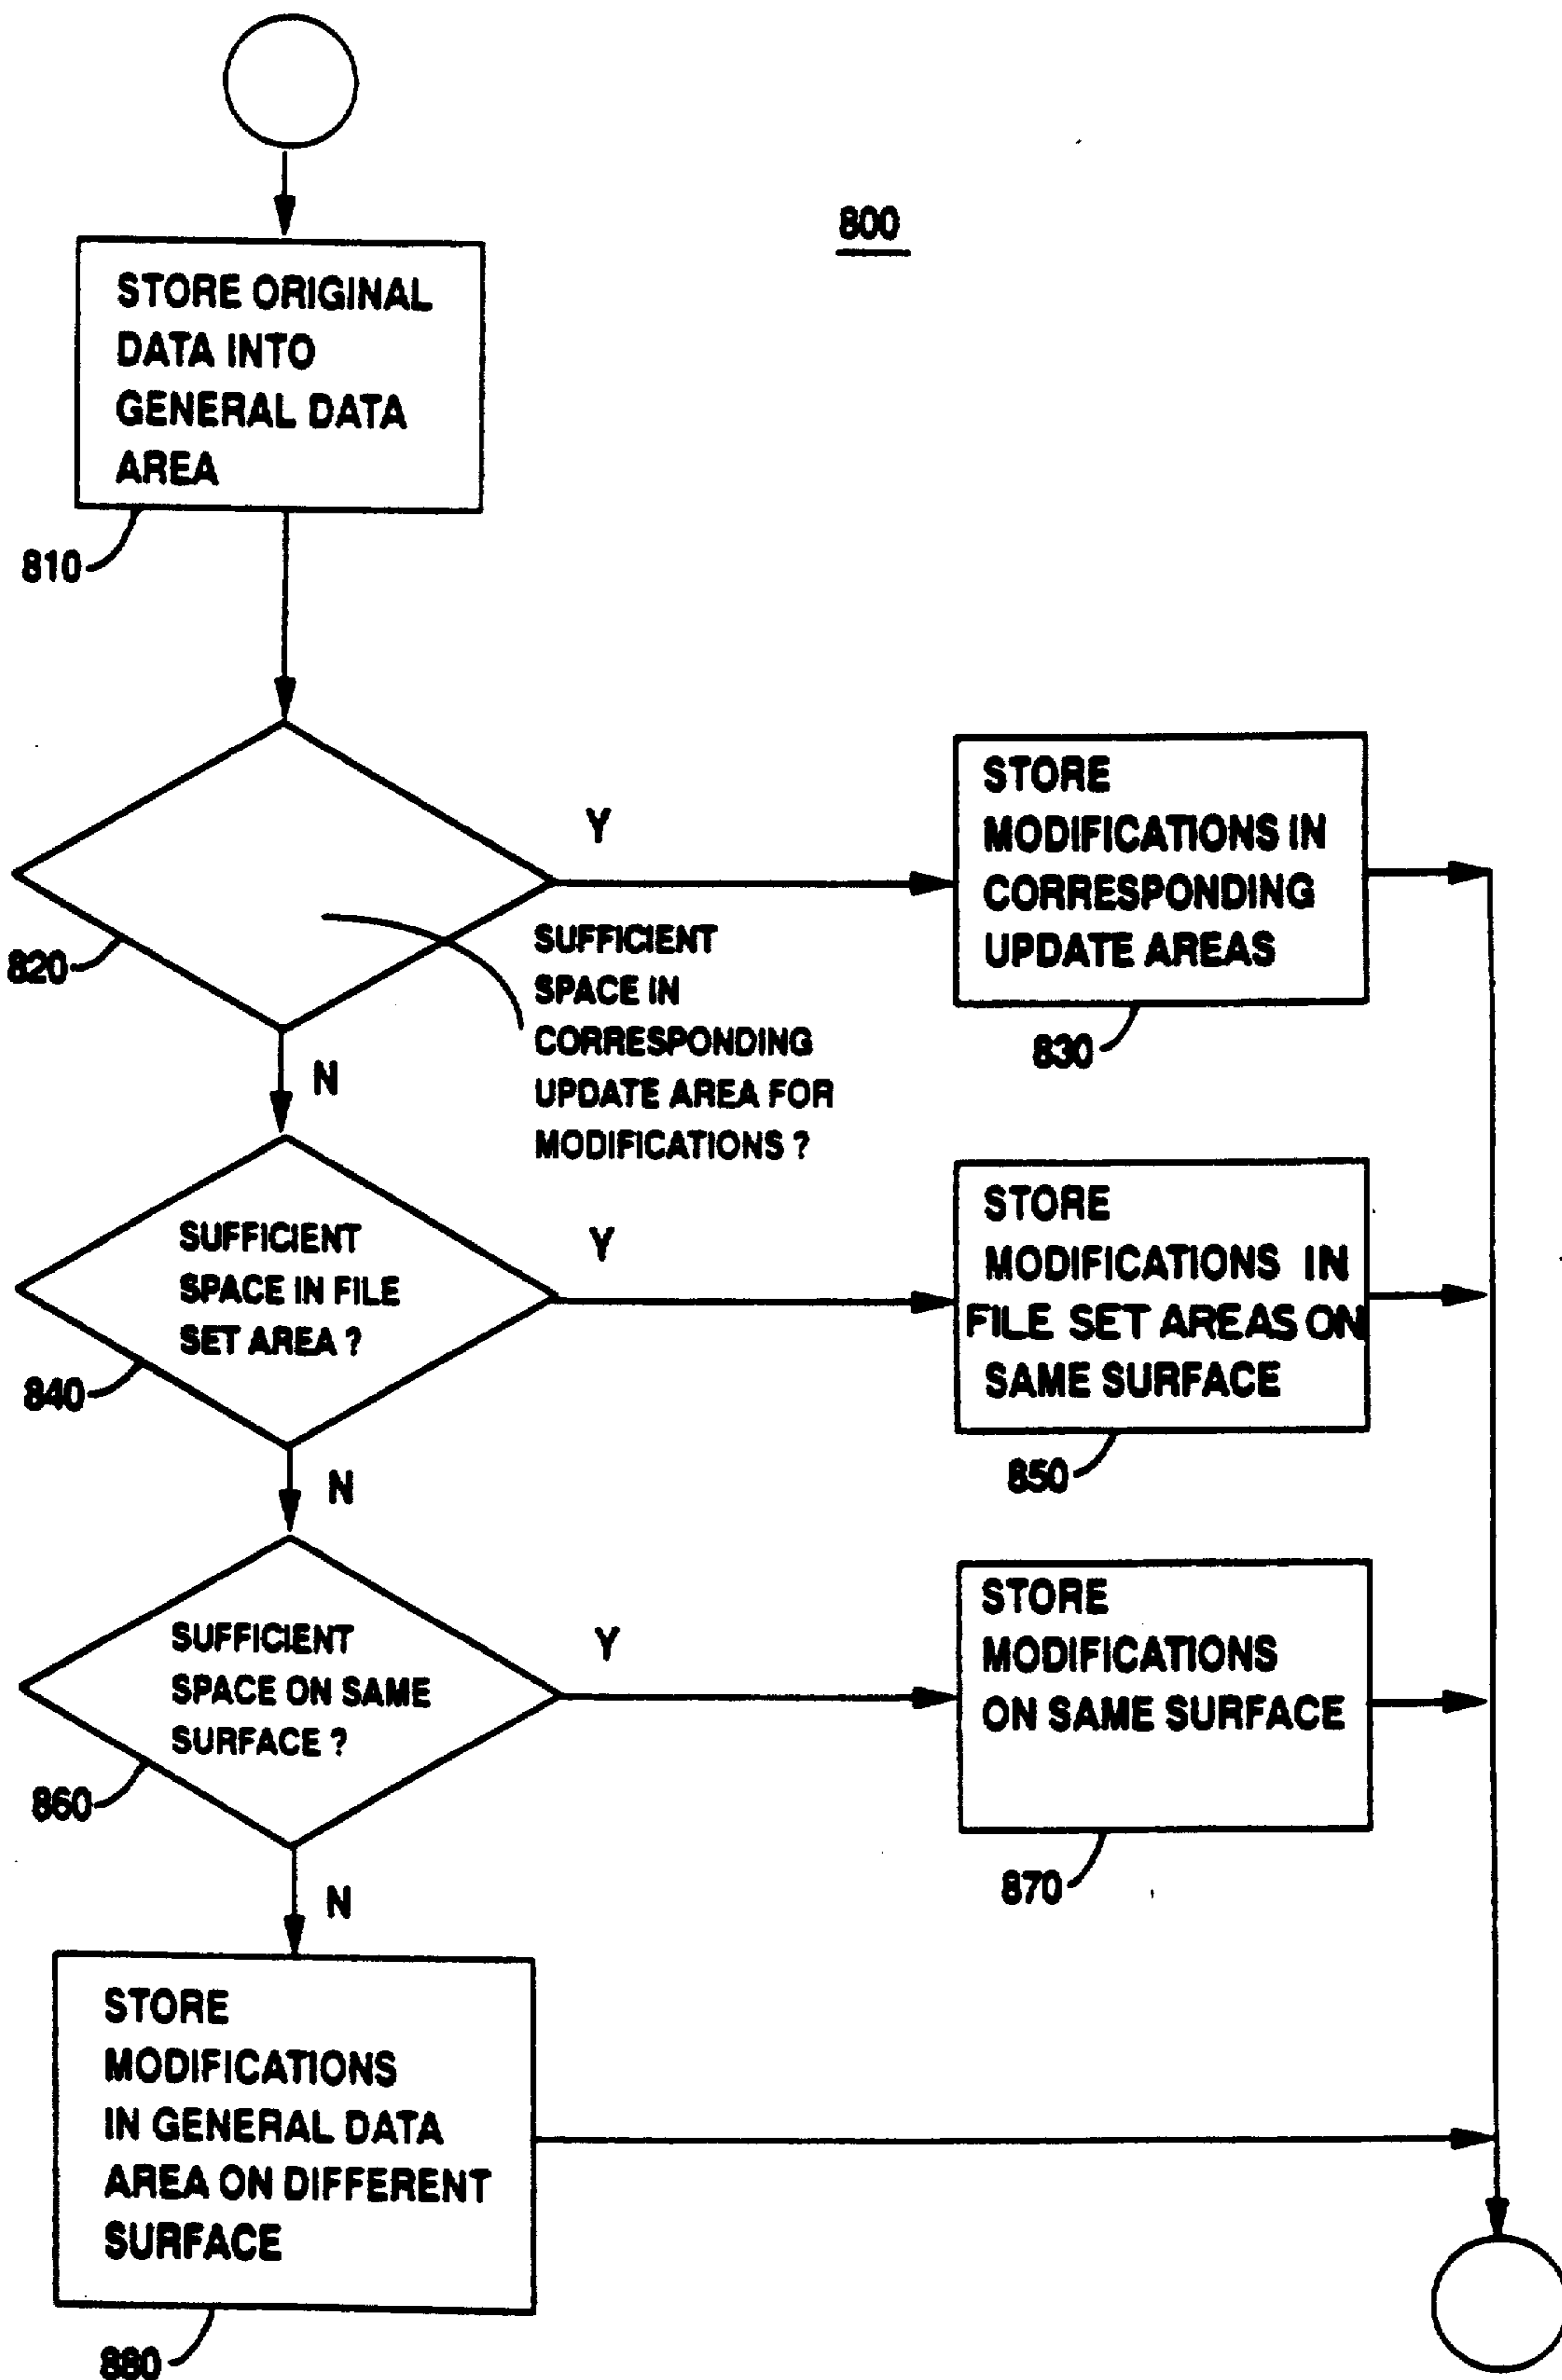 800
STORE ORIGINAL
DATA INTO
GENERAL DATA
AREA
810
Y
STORE
MODIFICATIONS IN
CORRESPONDING
UPDATE AREAS
830
820
SUFFICIENT
SPACE IN
CORRESPONDING
UPDATE AREA FOR
MODIFICATIONS ?
N
SUFFICIENT
SPACE IN FILE
SET AREA ?
840
Y
STORE
MODIFICATIONS IN
FILE SET AREAS ON
SAME SURFACE
850
N
SUFFICIENT
SPACE ON SAME
SURFACE ?
860
Y
STORE
MODIFICATIONS
ON SAME SURFACE
870
N
STORE
MODIFICATIONS
IN GENERAL DATA
AREA ON DIFFERENT
SURFACE
880